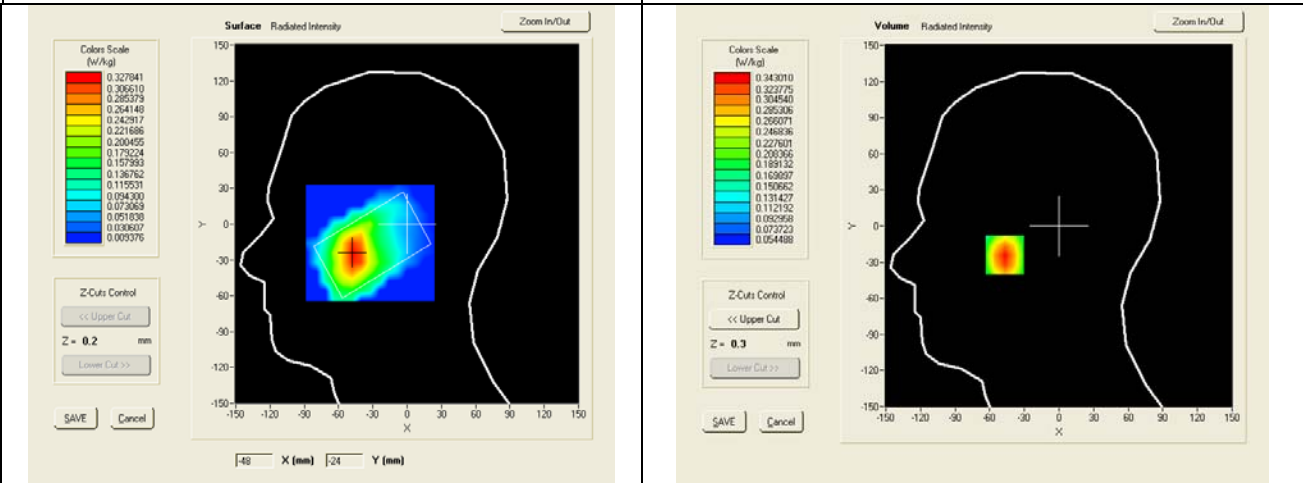 Surface Radiated Intensity
Zoom In/Out
Colors Scale
(W/kg)
0.327841
0.306610
0.285379
0.264148
0.242917
0.221686
0.200455
0.179224
0.157993
0.136762
0.115531
0.094300
0.073069
0.051838
0.030607
0.009376
Z-Cuts Control
<< Upper Cut
Z = 0.2 mm
Lower Cut >>
SAVE Cancel
150
120
90
60
30
0
-30
-60
-90
-120
-150
Y
-150 -120 -90 -60 -30 0 30 60 90 120 150
X
-48 X (mm) -24 Y (mm)
Volume Radiated Intensity
Zoom In/Out
Colors Scale
(W/kg)
0.343010
0.323775
0.304540
0.285306
0.266071
0.246836
0.227601
0.208366
0.189132
0.169897
0.150662
0.131427
0.112192
0.092958
0.073723
0.054488
Z-Cuts Control
<< Upper Cut
Z = 0.3 mm
Lower Cut >>
SAVE Cancel
150
120
90
60
30
0
-30
-60
-90
-120
-150
Y
-150 -120 -90 -60 -30 0 30 60 90 120 150
X